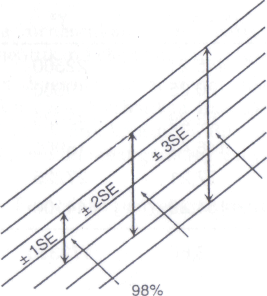 ± 3SE
± 2SE
± 1SE
98%